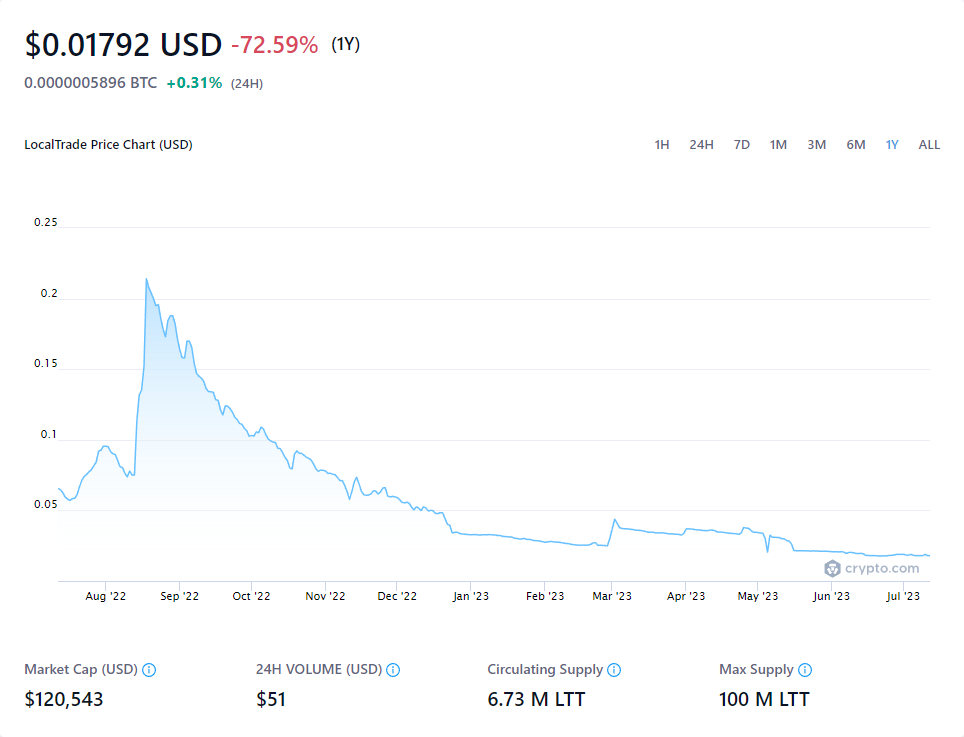 $0.01792 USD -72.59% (1Y)
0.0000005896 BTC +0.31% (24H)
LocalTrade Price Chart (USD) 1H 24H 7D 1M 3M 6M 1Y ALL
0.25
0.2
0.15
0.1
0.05
crypto.com
Aug '22 Sep '22 Oct '22 Nov '22 Dec '22 Jan '23 Feb '23 Mar '23 Apr '23 May '23 Jun '23 Jul '23
Market Cap (USD) 24H VOLUME (USD) Circulating Supply Max Supply
$120,543 $51 6.73 M LTT 100 M LTT